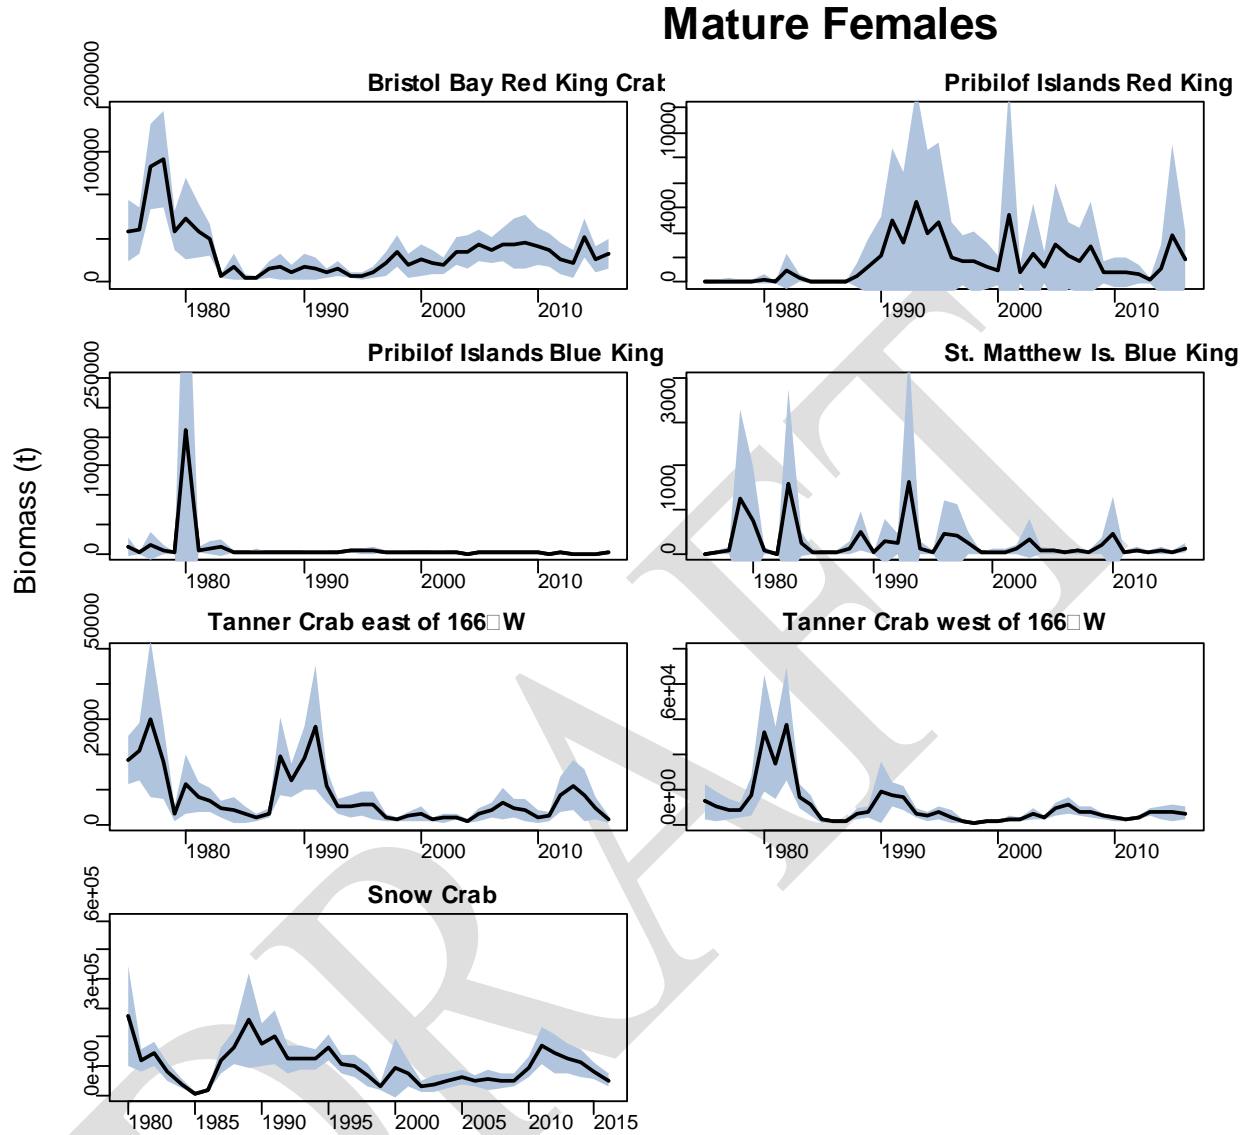 Mature Females
Bristol Bay Red King Crab
Pribilof Islands Red King
200000
100000
0
1980 1990 2000 2010
10000
4000
0
1980 1990 2000 2010
Pribilof Islands Blue King
St. Matthew Is. Blue King
250000
100000
0
1980 1990 2000 2010
3000
1000
0
1980 1990 2000 2010
Biomass (t)
Tanner Crab east of 166□W
Tanner Crab west of 166□W
50000
20000
0
1980 1990 2000 2010
6e+04
0e+00
1980 1990 2000 2010
Snow Crab
6e+05
3e+05
0e+00
1980 1985 1990 1995 2000 2005 2010 2015
DRAFT